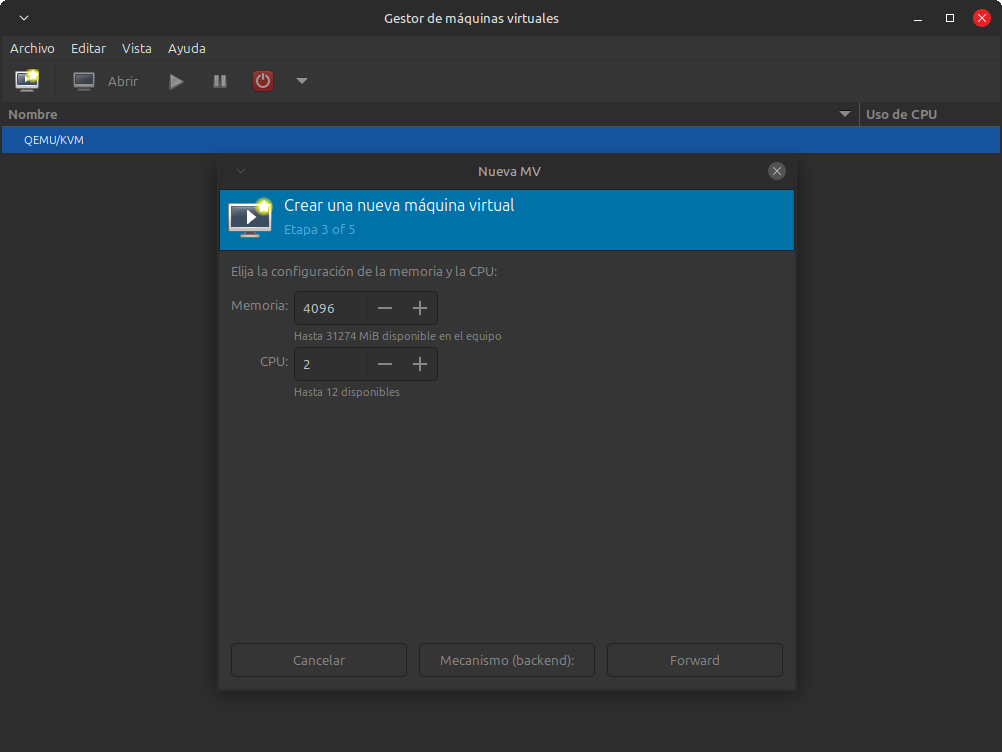 Gestor de máquinas virtuales
Archivo Editar Vista Ayuda
Abrir
Nombre Uso de CPU
QEMU/KVM
Nueva MV
Crear una nueva máquina virtual
Etapa 3 of 5
Elija la configuración de la memoria y la CPU:
Memoria: 4096
Hasta 31274 MiB disponible en el equipo
CPU: 2
Hasta 12 disponibles
Cancelar Mecanismo (backend): Forward